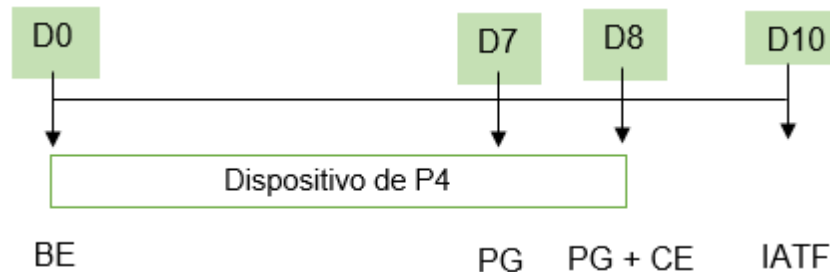 D0 D7 D8 D10
Dispositivo de P4
BE PG PG + CE IATF